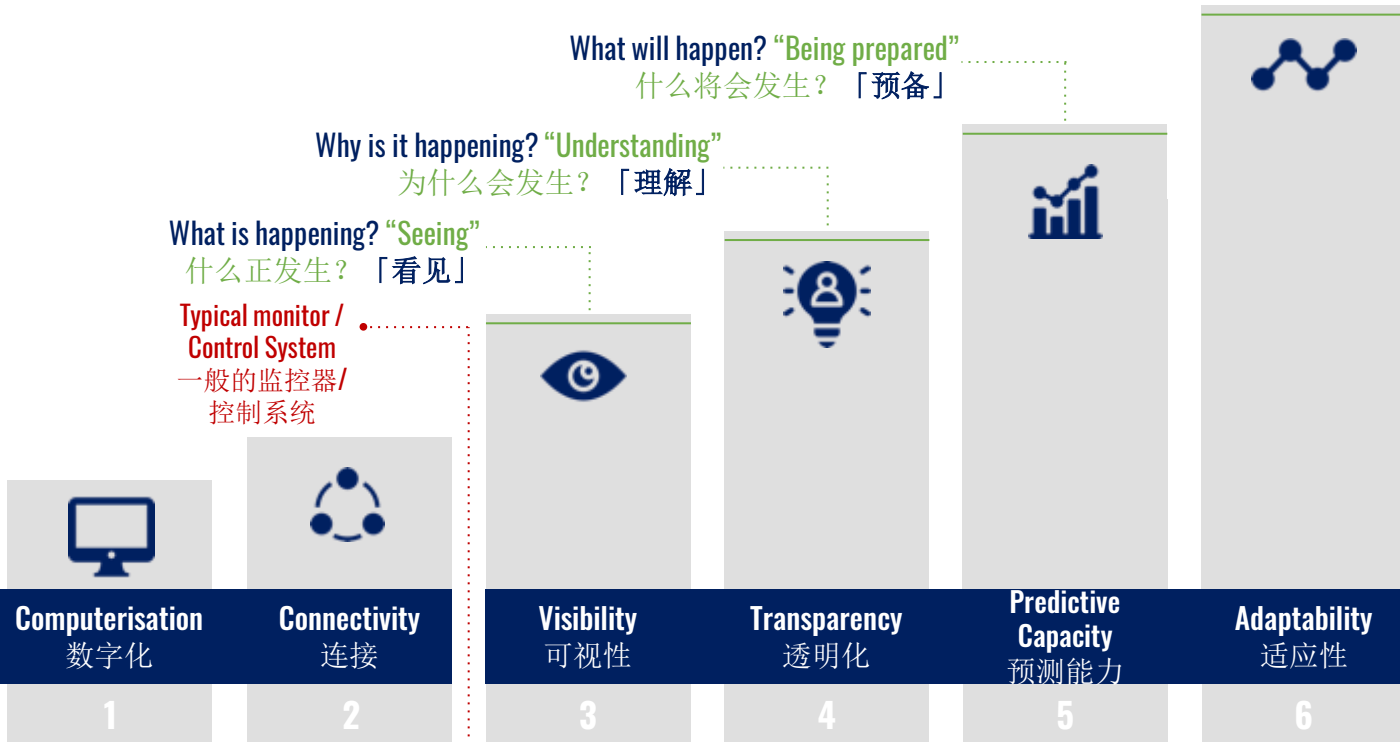 What will happen? “Being prepared”
什么将会发生？「预备」
Why is it happening? “Understanding”
为什么会发生？「理解」
What is happening? “Seeing”
什么正发生？「看见」
Typical monitor /
Control System
一般的监控器/
控制系统
Computerisation
数字化
1
Connectivity
连接
2
Visibility
可视性
3
Transparency
透明化
4
Predictive
Capacity
预测能力
5
Adaptability
适应性
6